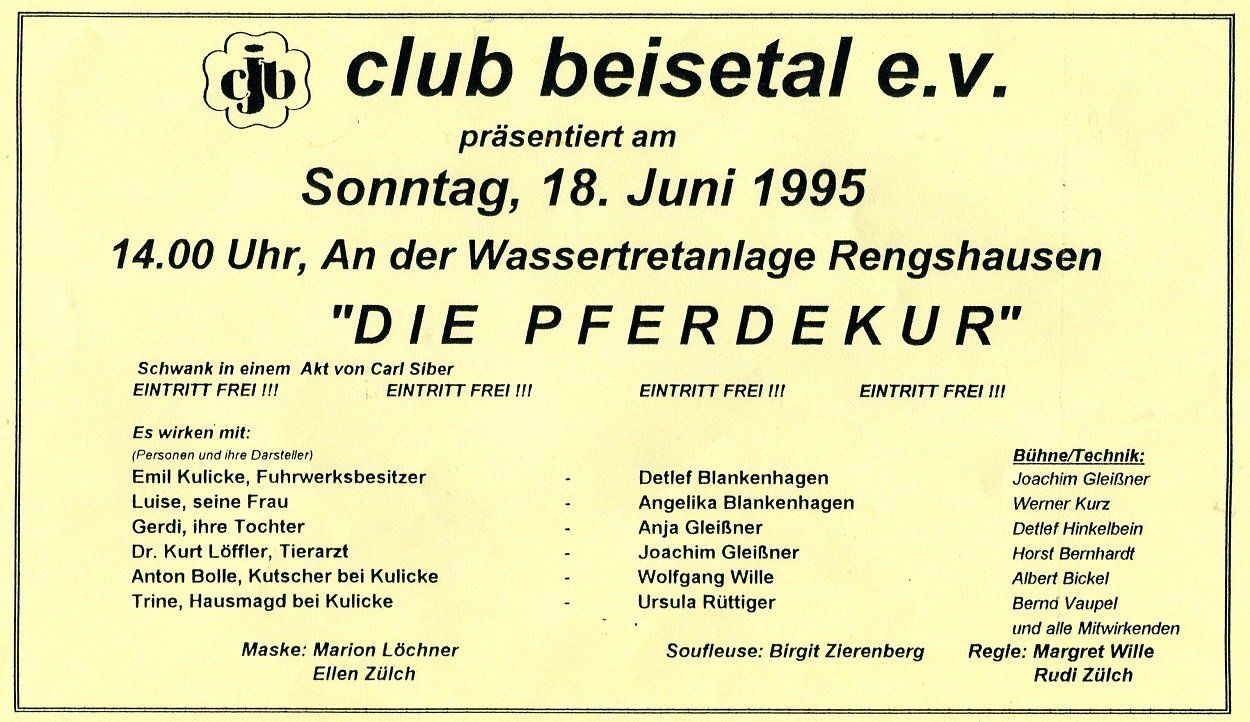 cjb club beisetal e.v.
präsentiert am
Sonntag, 18. Juni 1995
14.00 Uhr, An der Wassertretanlage Rengshausen
"DIE PFERDEKUR"
Schwank in einem Akt von Carl Siber
EINTRITT FREI !!! EINTRITT FREI !!! EINTRITT FREI !!! EINTRITT FREI !!!
Es wirken mit:
(Personen und ihre Darsteller)
Emil Kulicke, Fuhrwerksbesitzer - Detlef Blankenhagen
Luise, seine Frau - Angelika Blankenhagen
Gerdi, ihre Tochter - Anja Gleißner
Dr. Kurt Löffler, Tierarzt - Joachim Gleißner
Anton Bolle, Kutscher bei Kulicke - Wolfgang Wille
Trine, Hausmagd bei Kulicke - Ursula Rüttiger
Bühne/Technik:
Joachim Gleißner
Werner Kurz
Detlef Hinkelbein
Horst Bernhardt
Albert Bickel
Bernd Vaupel
und alle Mitwirkenden
Maske: Marion Löchner
Ellen Zülch
Soufleuse: Birgit Zierenberg
Regle: Margret Wille
Rudi Zülch